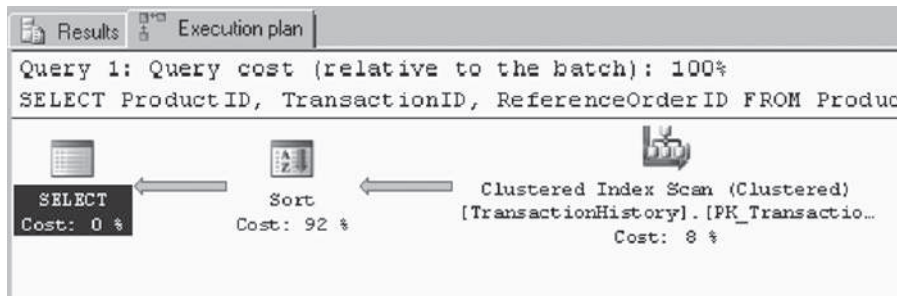 Results Execution plan
Query 1: Query cost (relative to the batch): 100%
SELECT ProductID, TransactionID, ReferenceOrderID FROM Produc
SELECT
Cost: 0 %
Sort
Cost: 92 %
Clustered Index Scan (Clustered)
[TransactionHistory].[PK_Transactio…
Cost: 8 %